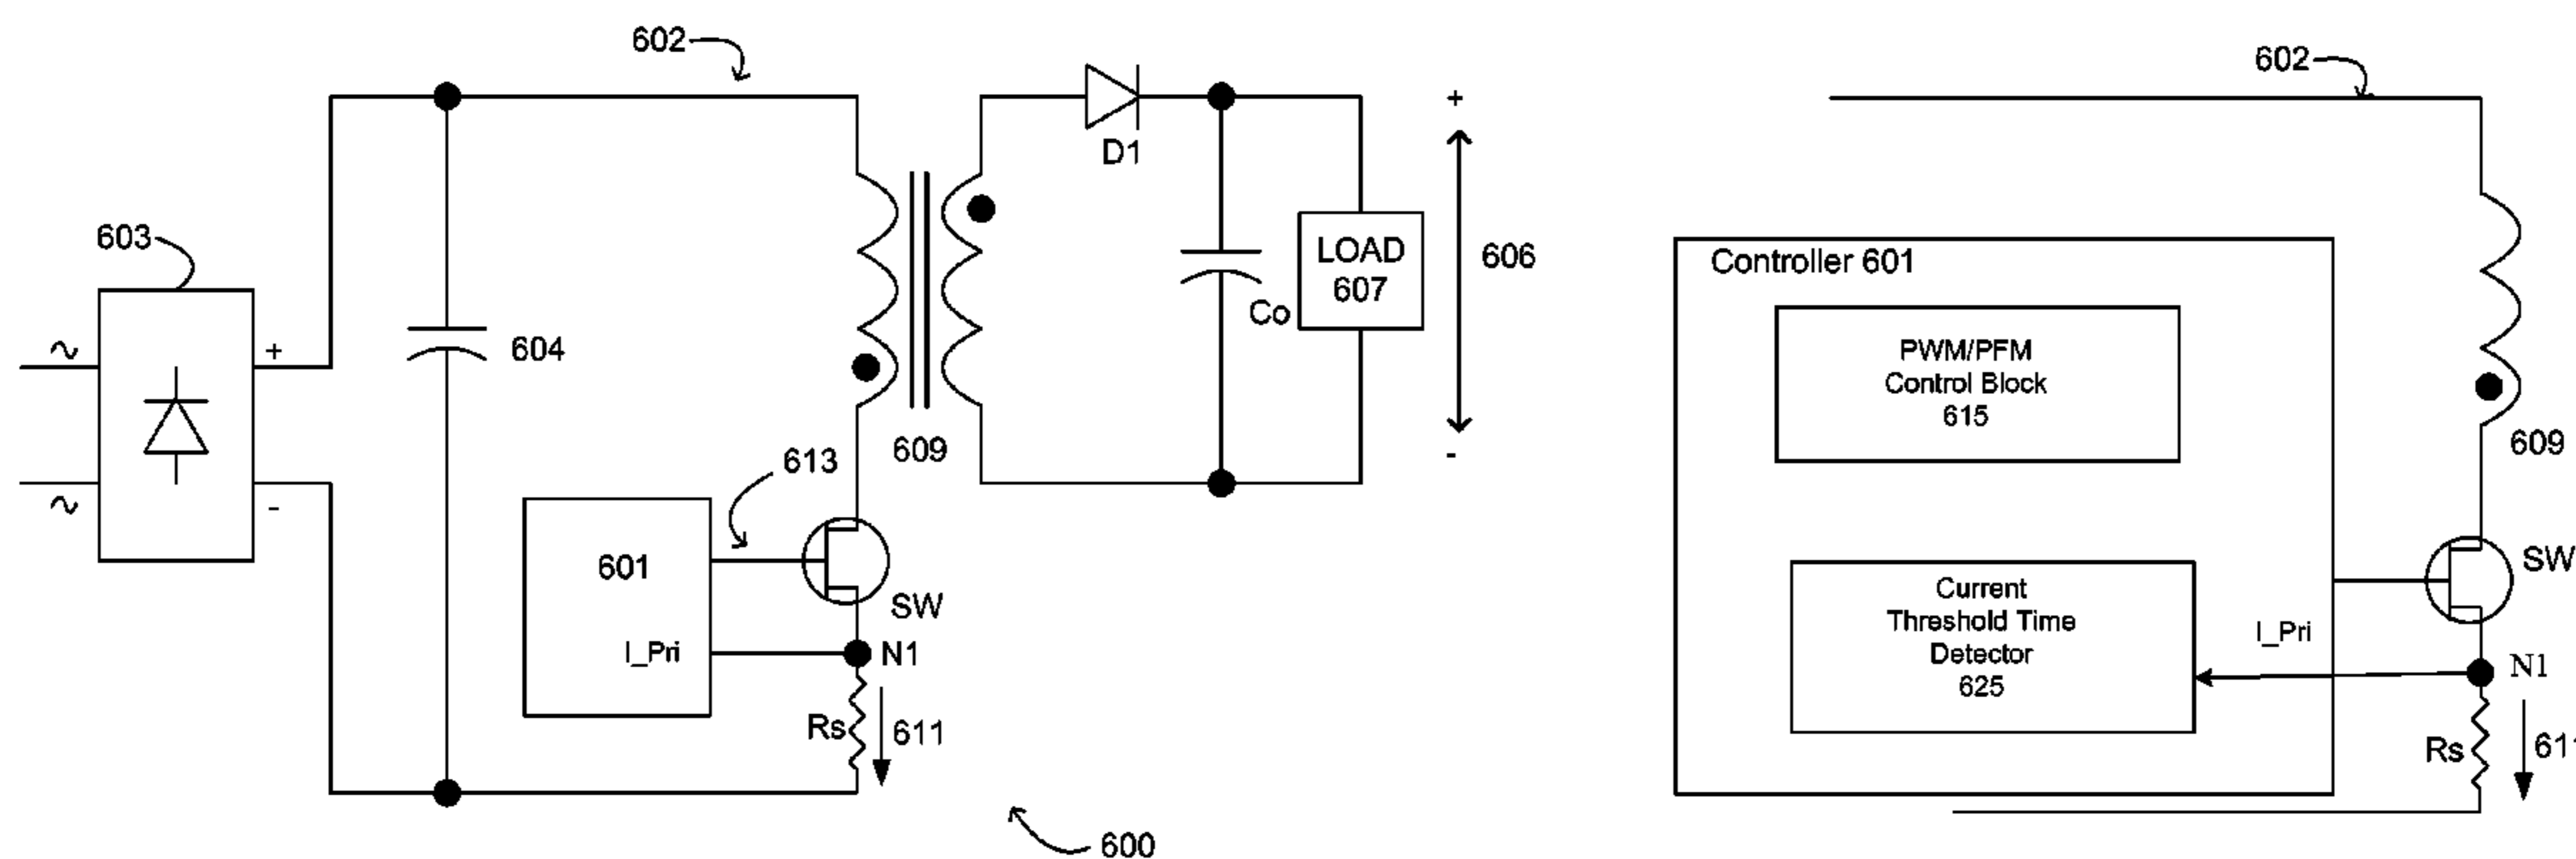 602
D1
+
LOAD
607
606
Co
-
603
~
+
~
-
604
609
613
601
I_Pri
SW
N1
Rs
611
600
602
Controller 601
PWM/PFM
Control Block
615
609
Current
Threshold Time
Detector
625
I_Pri
SW
N1
Rs